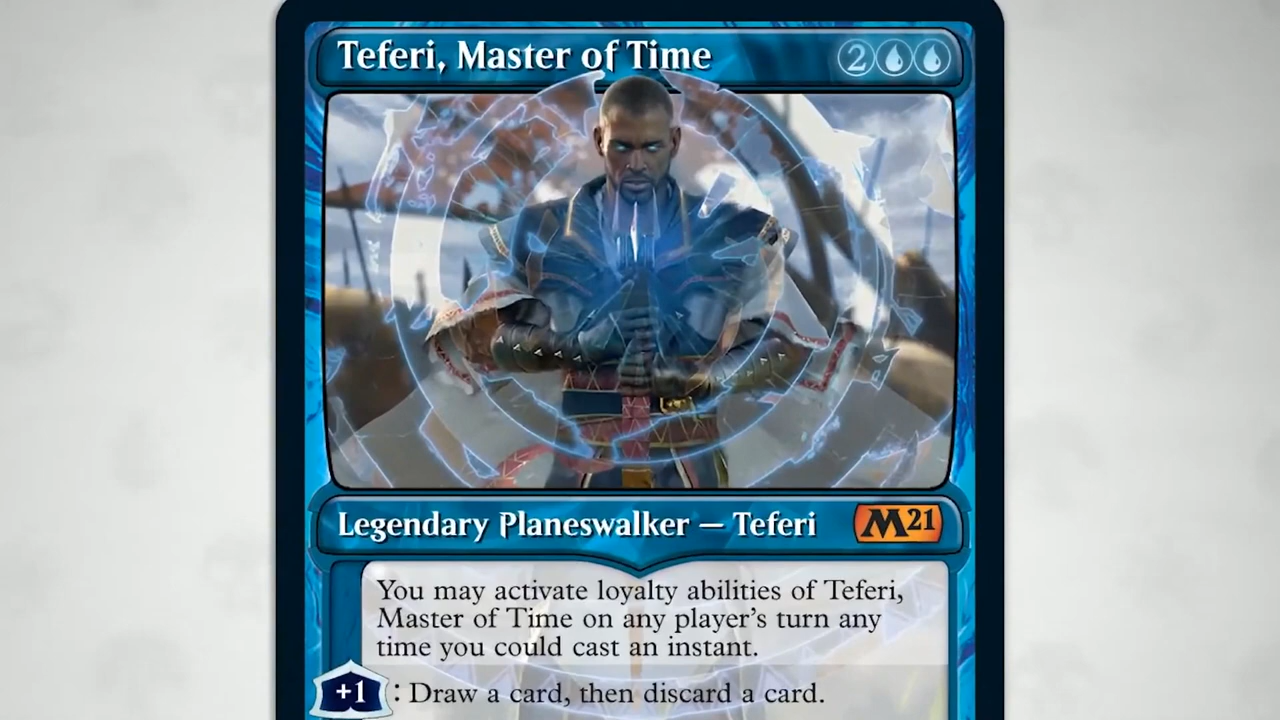 Teferi, Master of Time 2
Legendary Planeswalker — Teferi M21
You may activate loyalty abilities of Teferi,
Master of Time on any player's turn any
time you could cast an instant.
+1 : Draw a card, then discard a card.